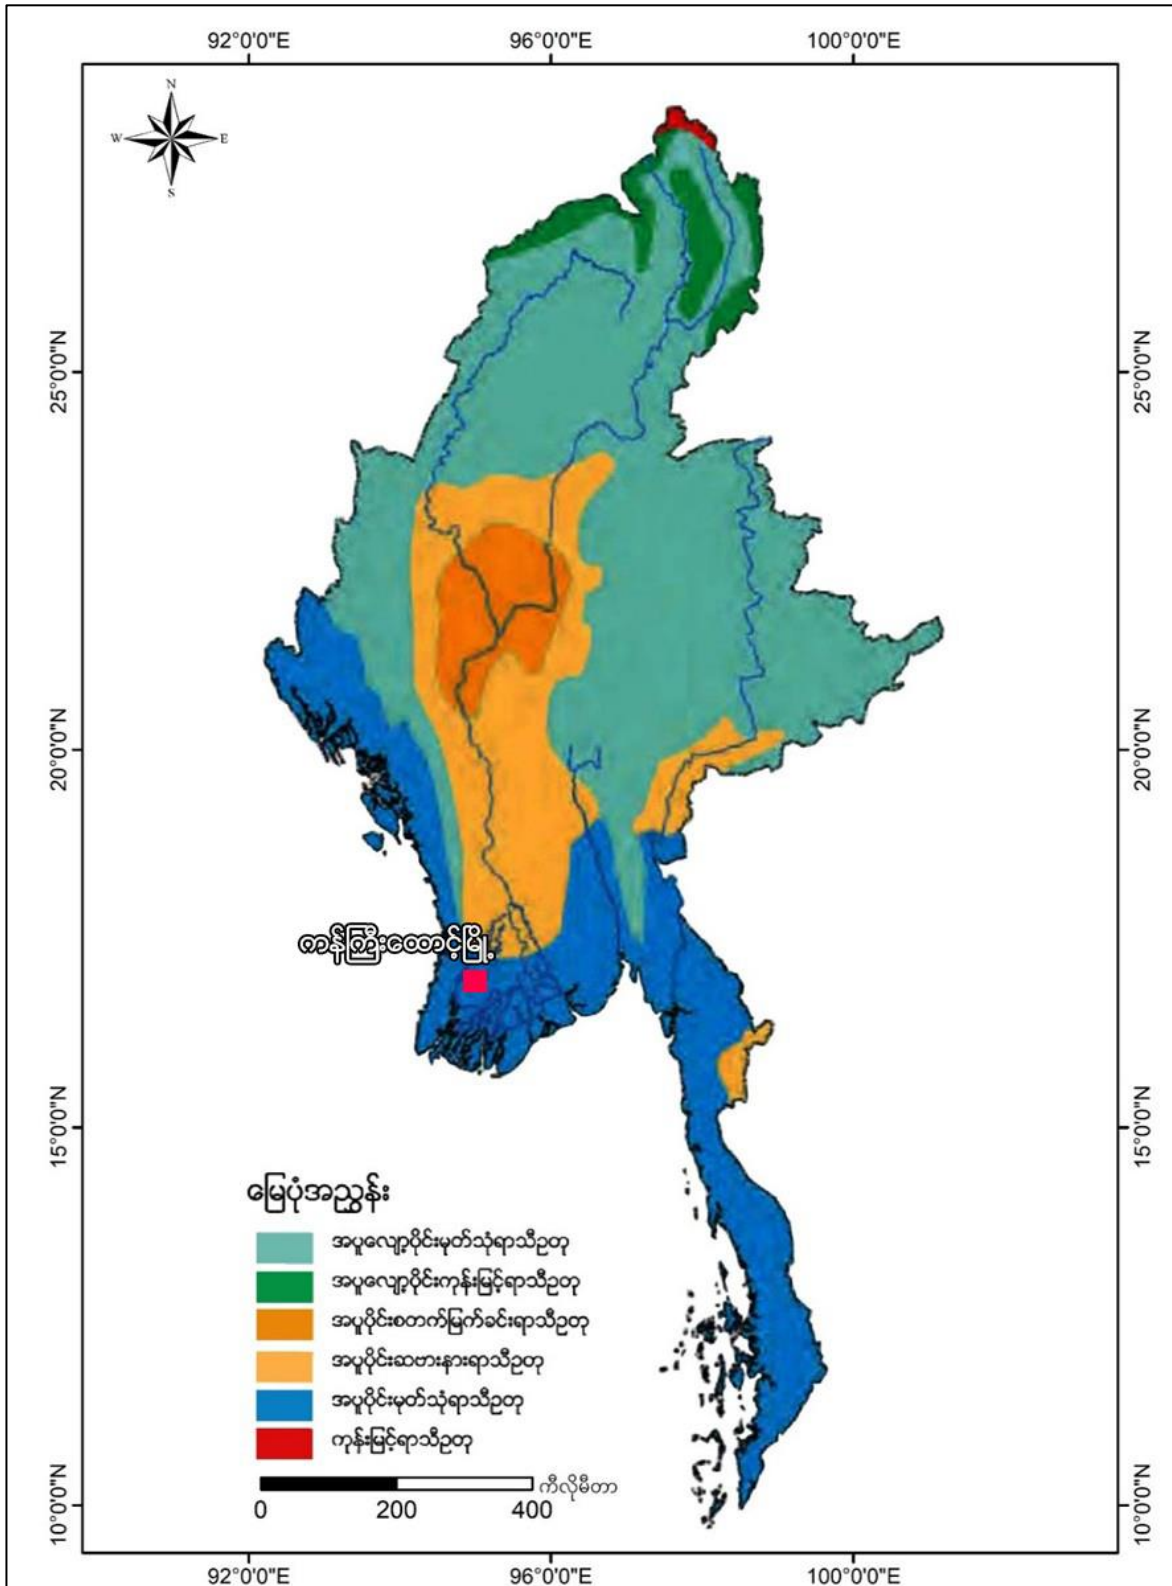 92°0'0"E 96°0'0"E 100°0'0"E
N
W E
S
25°0'0"N 25°0'0"N
20°0'0"N 20°0'0"N
ကန်ကြီးထောင့်မြို့
15°0'0"N 15°0'0"N
မြေပုံအညွှန်း
အပူလျော့ပိုင်းမုတ်သုံရာသီဥတု
အပူလျော့ပိုင်းကုန်းမြင့်ရာသီဥတု
အပူပိုင်းစတက်မြက်ခင်းရာသီဥတု
အပူပိုင်းဆဗားနားရာသီဥတု
အပူပိုင်းမုတ်သုံရာသီဥတု
ကုန်းမြင့်ရာသီဥတု
ကီလိုမီတာ
0 200 400
10°0'0"N 10°0'0"N
92°0'0"E 96°0'0"E 100°0'0"E